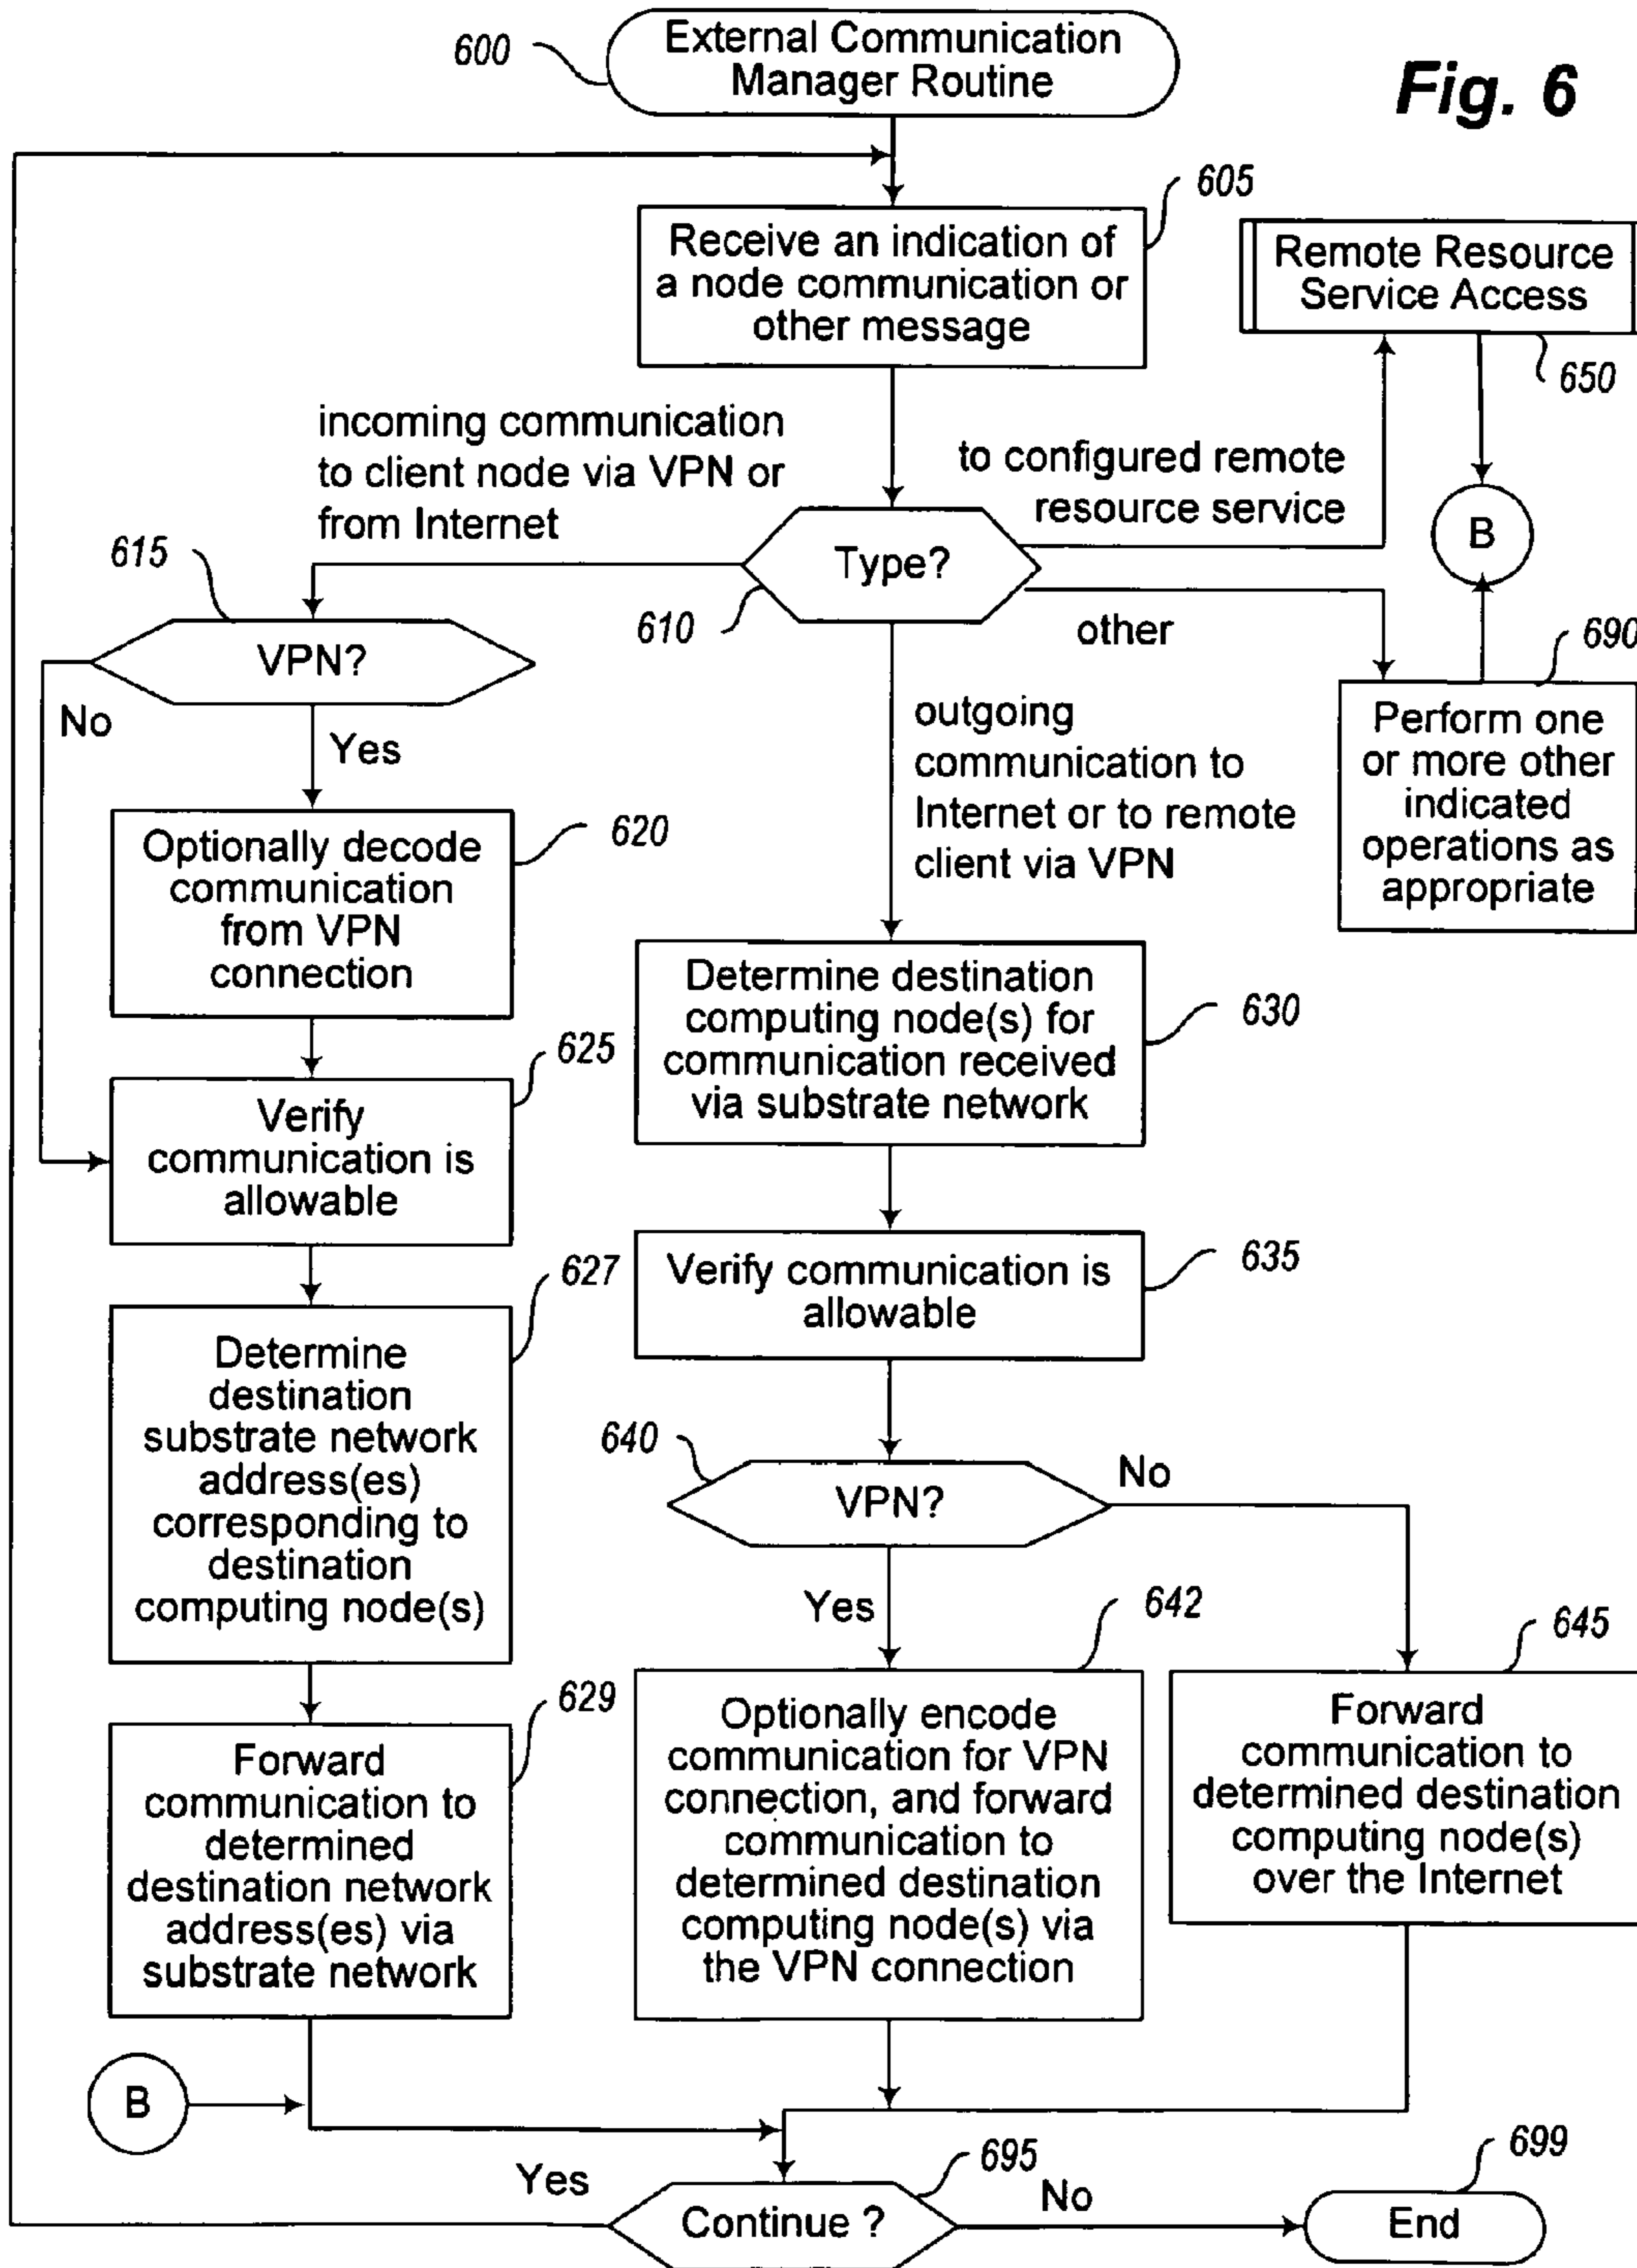 600
External Communication
Manager Routine
Fig. 6
605
Receive an indication of
a node communication or
other message
Remote Resource
Service Access
650
incoming communication
to client node via VPN or
from Internet
to configured remote
resource service
B
Type?
610
other
615
VPN?
No
Yes
690
Perform one
or more other
indicated
operations as
appropriate
outgoing
communication to
Internet or to remote
client via VPN
620
Optionally decode
communication
from VPN
connection
625
Verify
communication is
allowable
630
Determine destination
computing node(s) for
communication received
via substrate network
627
Determine
destination
substrate network
address(es)
corresponding to
destination
computing node(s)
635
Verify communication is
allowable
640
VPN?
No
Yes
642
Optionally encode
communication for VPN
connection, and forward
communication to
determined destination
computing node(s) via
the VPN connection
645
Forward
communication to
determined destination
computing node(s)
over the Internet
629
Forward
communication to
determined
destination network
address(es) via
substrate network
B
Yes
695
Continue ?
No
699
End